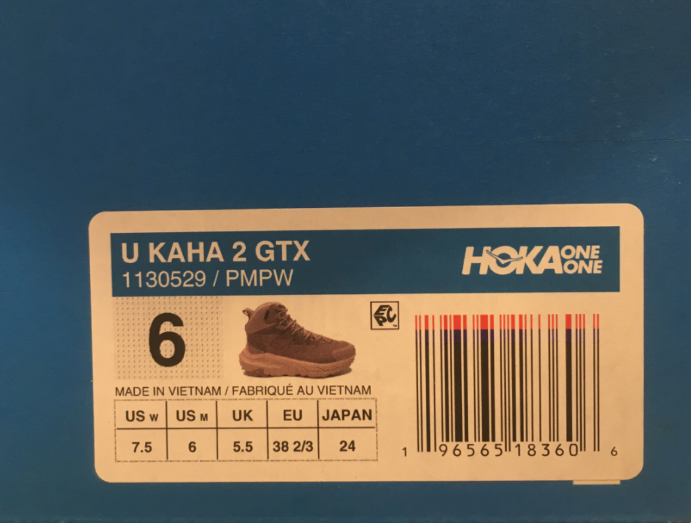 U KAHA 2 GTX
1130529 / PMPW
HOKA ONE ONE
6
EPC
MADE IN VIETNAM / FABRIQUÉ AU VIETNAM
US W US M UK EU JAPAN
7.5 6 5.5 38 2/3 24
1 96565 18360 6